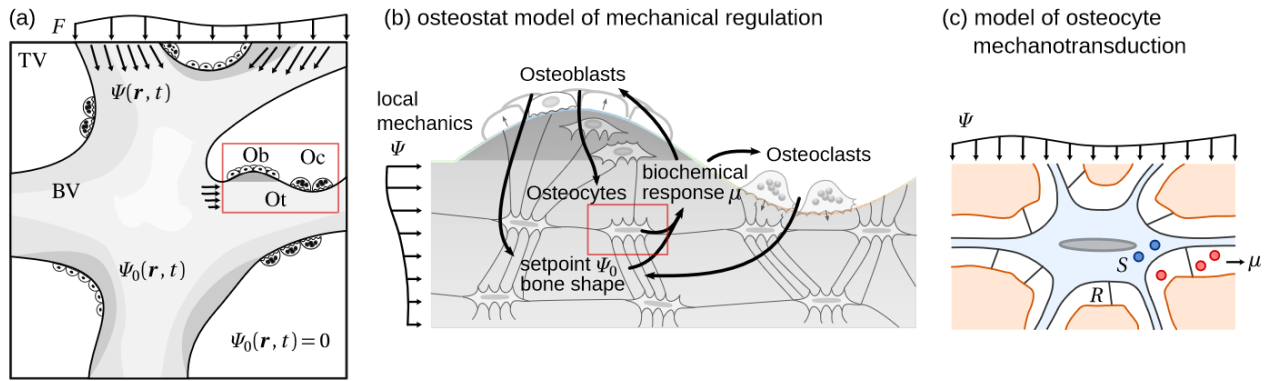 (a)
F
TV
Ψ(r, t)
Ob
Oc
BV
Ot
Ψ₀(r, t)
Ψ₀(r, t) = 0
(b) osteostat model of mechanical regulation
Osteoblasts
local
mechanics
Ψ
Osteoclasts
biochemical
response μ
Osteocytes
setpoint Ψ₀
bone shape
(c) model of osteocyte
mechanotransduction
Ψ
S
μ
R